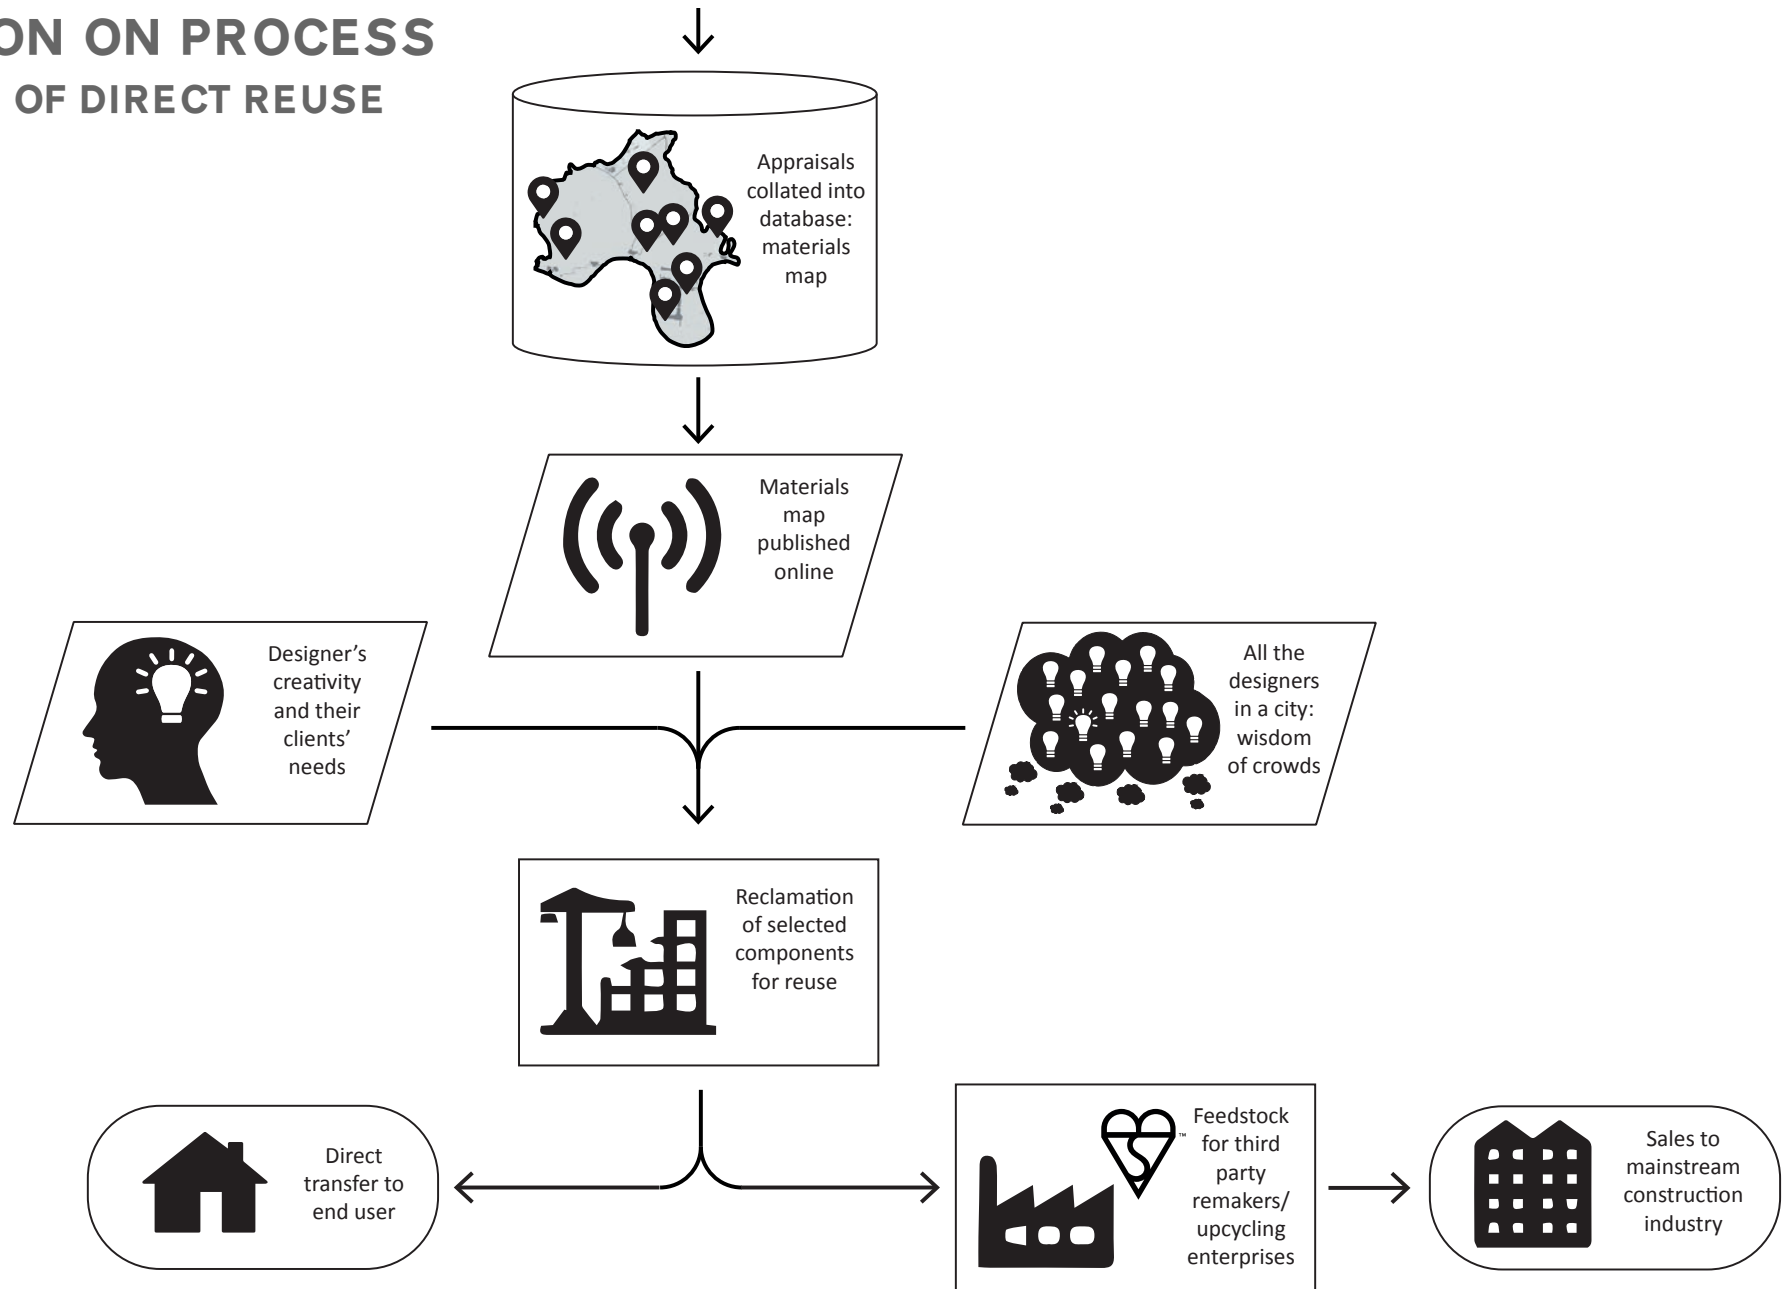 ON ON PROCESS
OF DIRECT REUSE
Appraisals
collated into
database:
materials
map
Materials
map
published
online
Designer’s
creativity
and their
clients’
needs
All the
designers
in a city:
wisdom
of crowds
Reclamation
of selected
components
for reuse
Direct
transfer to
end user
™
Feedstock
for third
party
remakers/
upcycling
enterprises
Sales to
mainstream
construction
industry